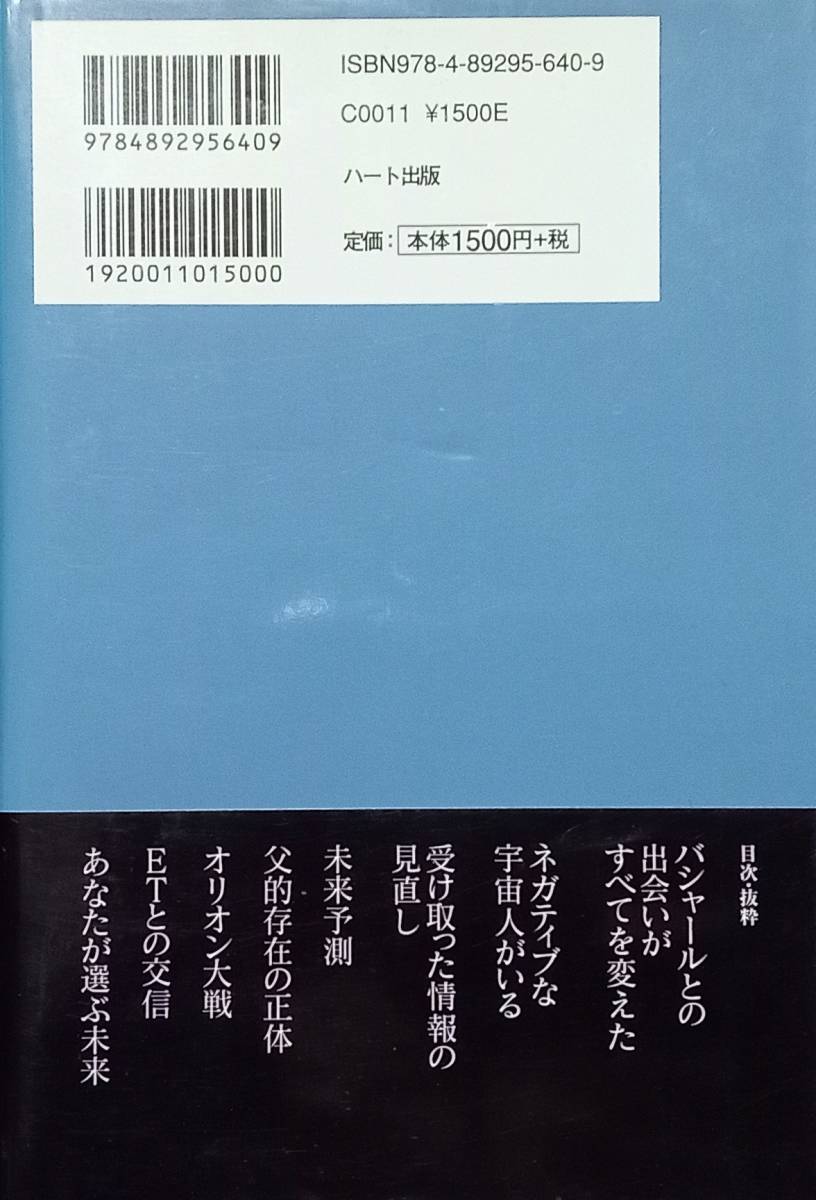 9784892956409
1920011015000
ISBN978-4-89295-640-9
C0011 ¥1500E
ハート出版
定価：本体1500円+税
目次・抜粋
バシャールとの
出会いが
すべてを変えた
ネガティブな
宇宙人がいる
受け取った情報の
見直し
未来予測
父的存在の正体
オリオン大戦
ETとの交信
あなたが選ぶ未来